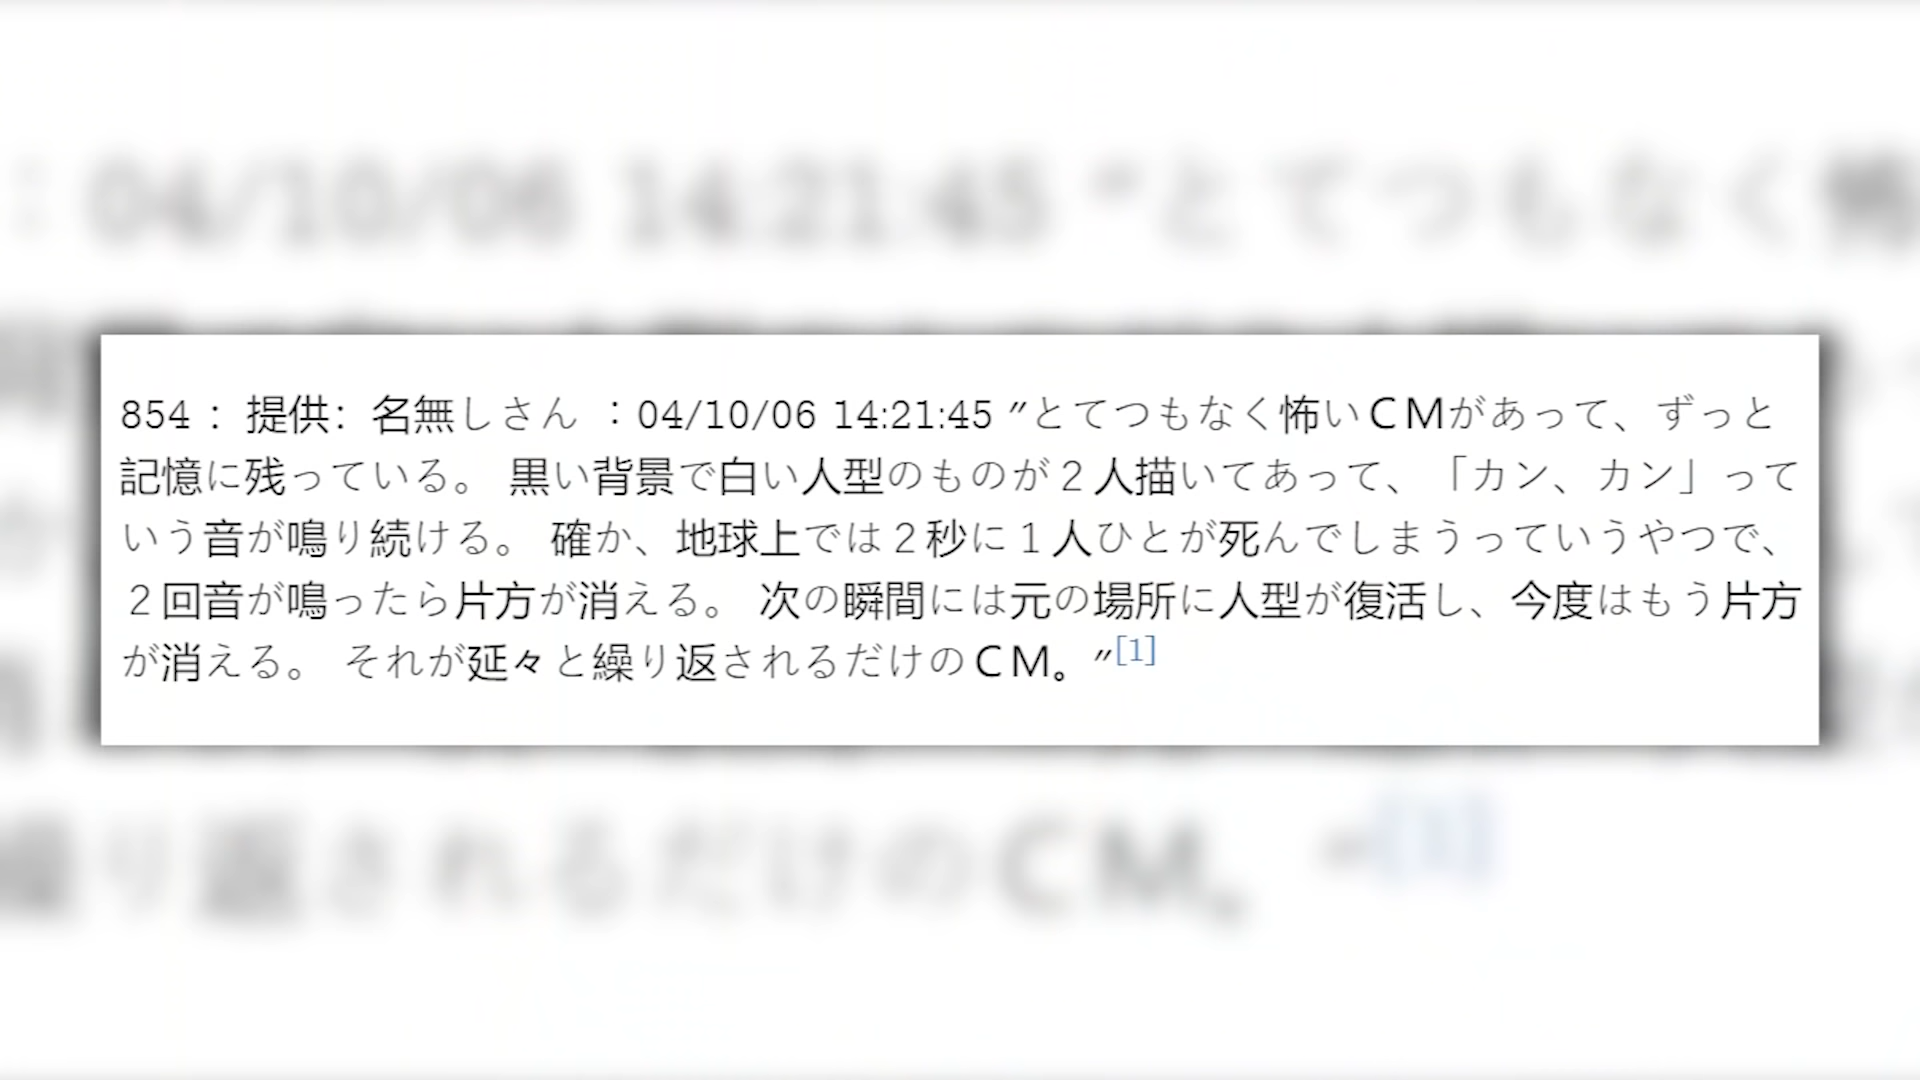 854 : 提供: 名無しさん ：04/10/06 14:21:45 ″とてつもなく怖いＣＭがあって、ずっと
記憶に残っている。 黒い背景で白い人型のものが２人描いてあって、「カン、カン」って
いう音が鳴り続ける。 確か、地球上では２秒に１人ひとが死んでしまうっていうやつで、
２回音が鳴ったら片方が消える。 次の瞬間には元の場所に人型が復活し、今度はもう片方
が消える。 それが延々と繰り返されるだけのＣＭ。″[1]